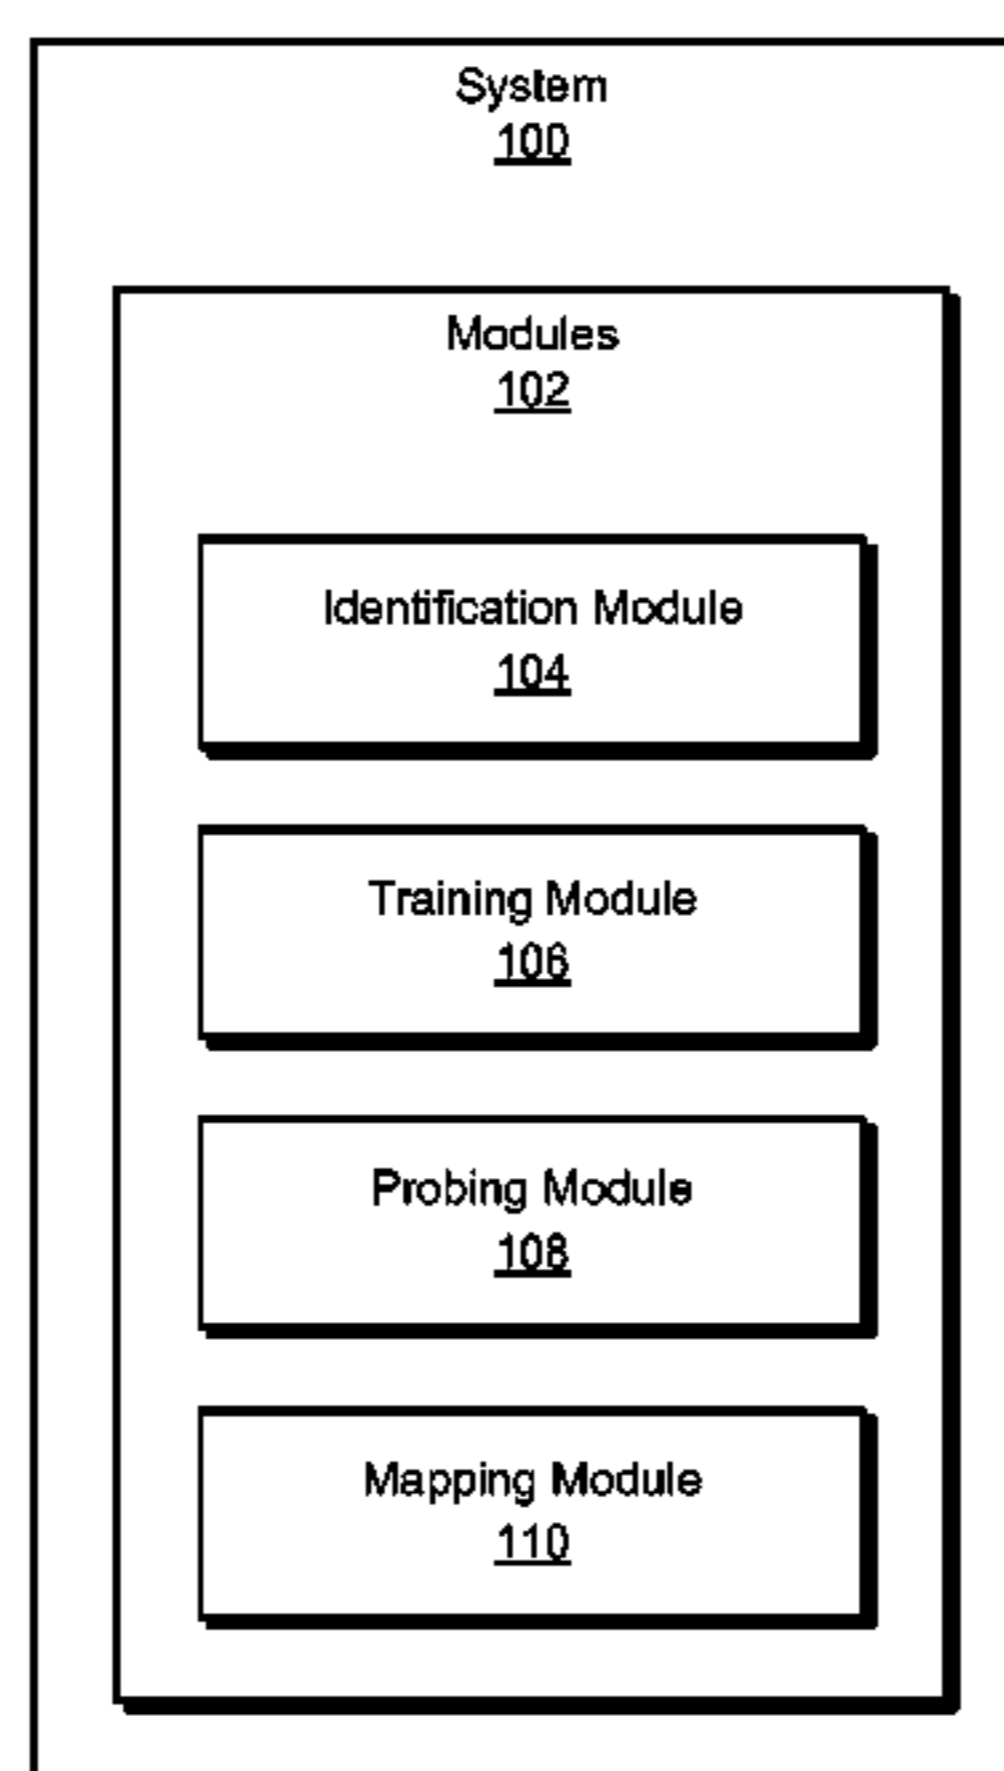 System
100
Modules
102
Identification Module
104
Training Module
106
Probing Module
108
Mapping Module
110